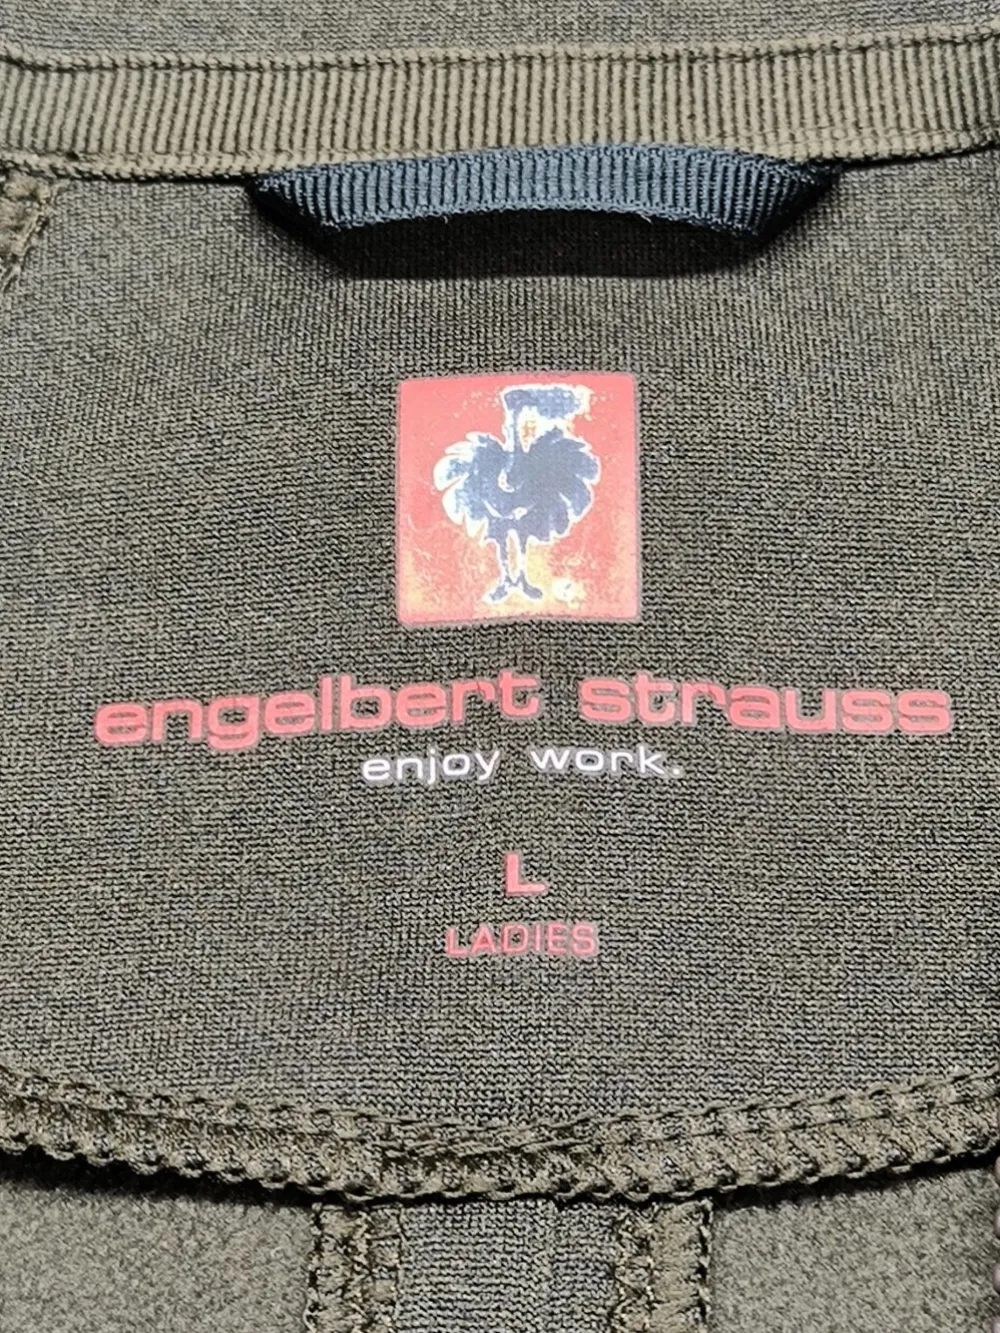 engelbert strauss
enjoy work.
L
LADIES